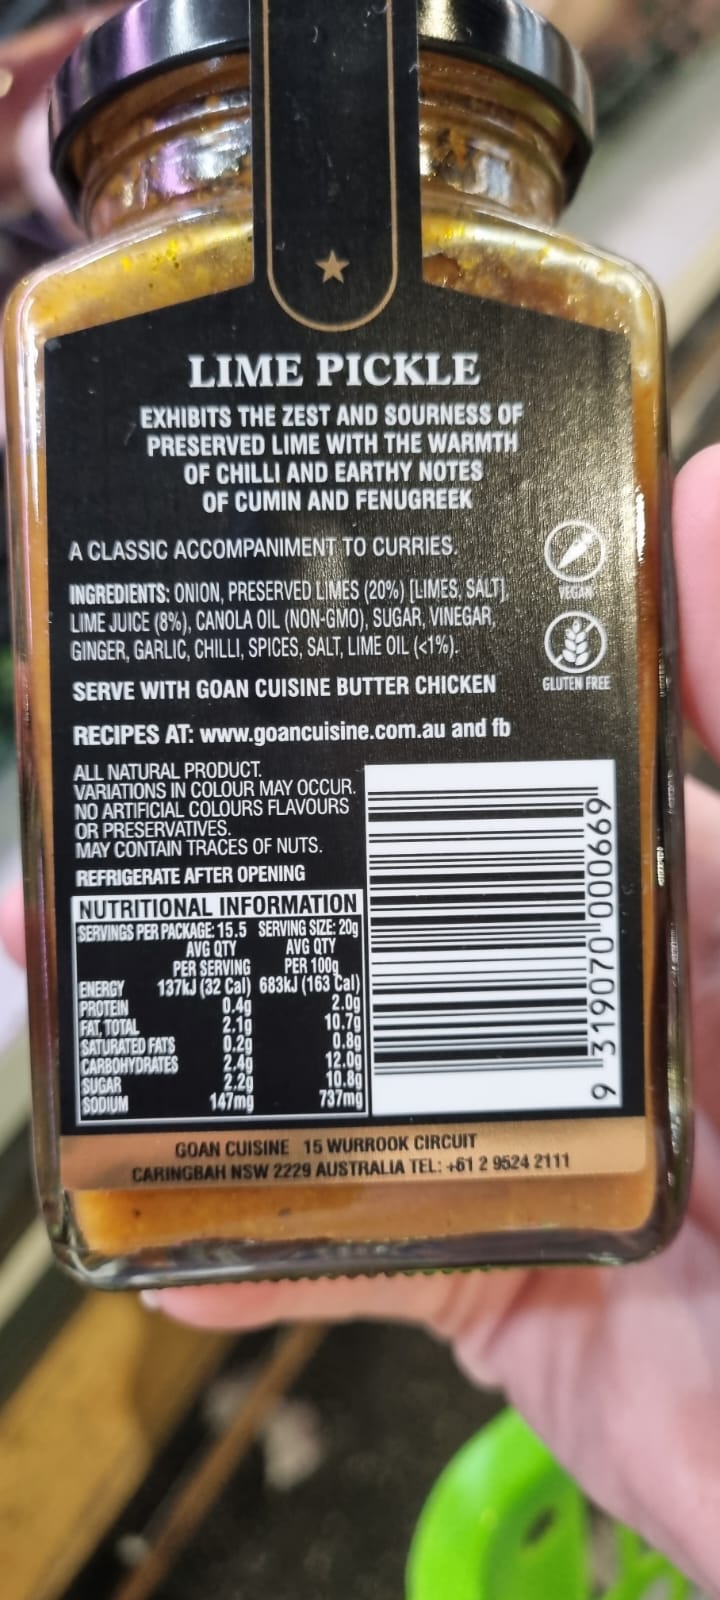 LIME PICKLE
EXHIBITS THE ZEST AND SOURNESS OF
PRESERVED LIME WITH THE WARMTH
OF CHILLI AND EARTHY NOTES
OF CUMIN AND FENUGREEK
A CLASSIC ACCOMPANIMENT TO CURRIES.
INGREDIENTS: ONION, PRESERVED LIMES (20%) [LIMES, SALT],
LIME JUICE (8%), CANOLA OIL (NON-GMO), SUGAR, VINEGAR,
GINGER, GARLIC, CHILLI, SPICES, SALT, LIME OIL (<1%).
VEGAN
GLUTEN FREE
SERVE WITH GOAN CUISINE BUTTER CHICKEN
RECIPES AT: www.goancuisine.com.au and fb
ALL NATURAL PRODUCT.
VARIATIONS IN COLOUR MAY OCCUR.
NO ARTIFICIAL COLOURS FLAVOURS
OR PRESERVATIVES.
MAY CONTAIN TRACES OF NUTS.
REFRIGERATE AFTER OPENING
NUTRITIONAL INFORMATION
SERVINGS PER PACKAGE: 15.5 SERVING SIZE: 20g
AVG QTY AVG QTY
PER SERVING PER 100g
ENERGY 137kJ (32 Cal) 683kJ (163 Cal)
PROTEIN 0.4g 2.0g
FAT, TOTAL 2.1g 10.7g
SATURATED FATS 0.2g 0.8g
CARBOHYDRATES 2.4g 12.0g
SUGAR 2.2g 10.8g
SODIUM 147mg 737mg
9 319070 000669
GOAN CUISINE 15 WURROOK CIRCUIT
CARINGBAH NSW 2229 AUSTRALIA TEL: +61 2 9524 2111